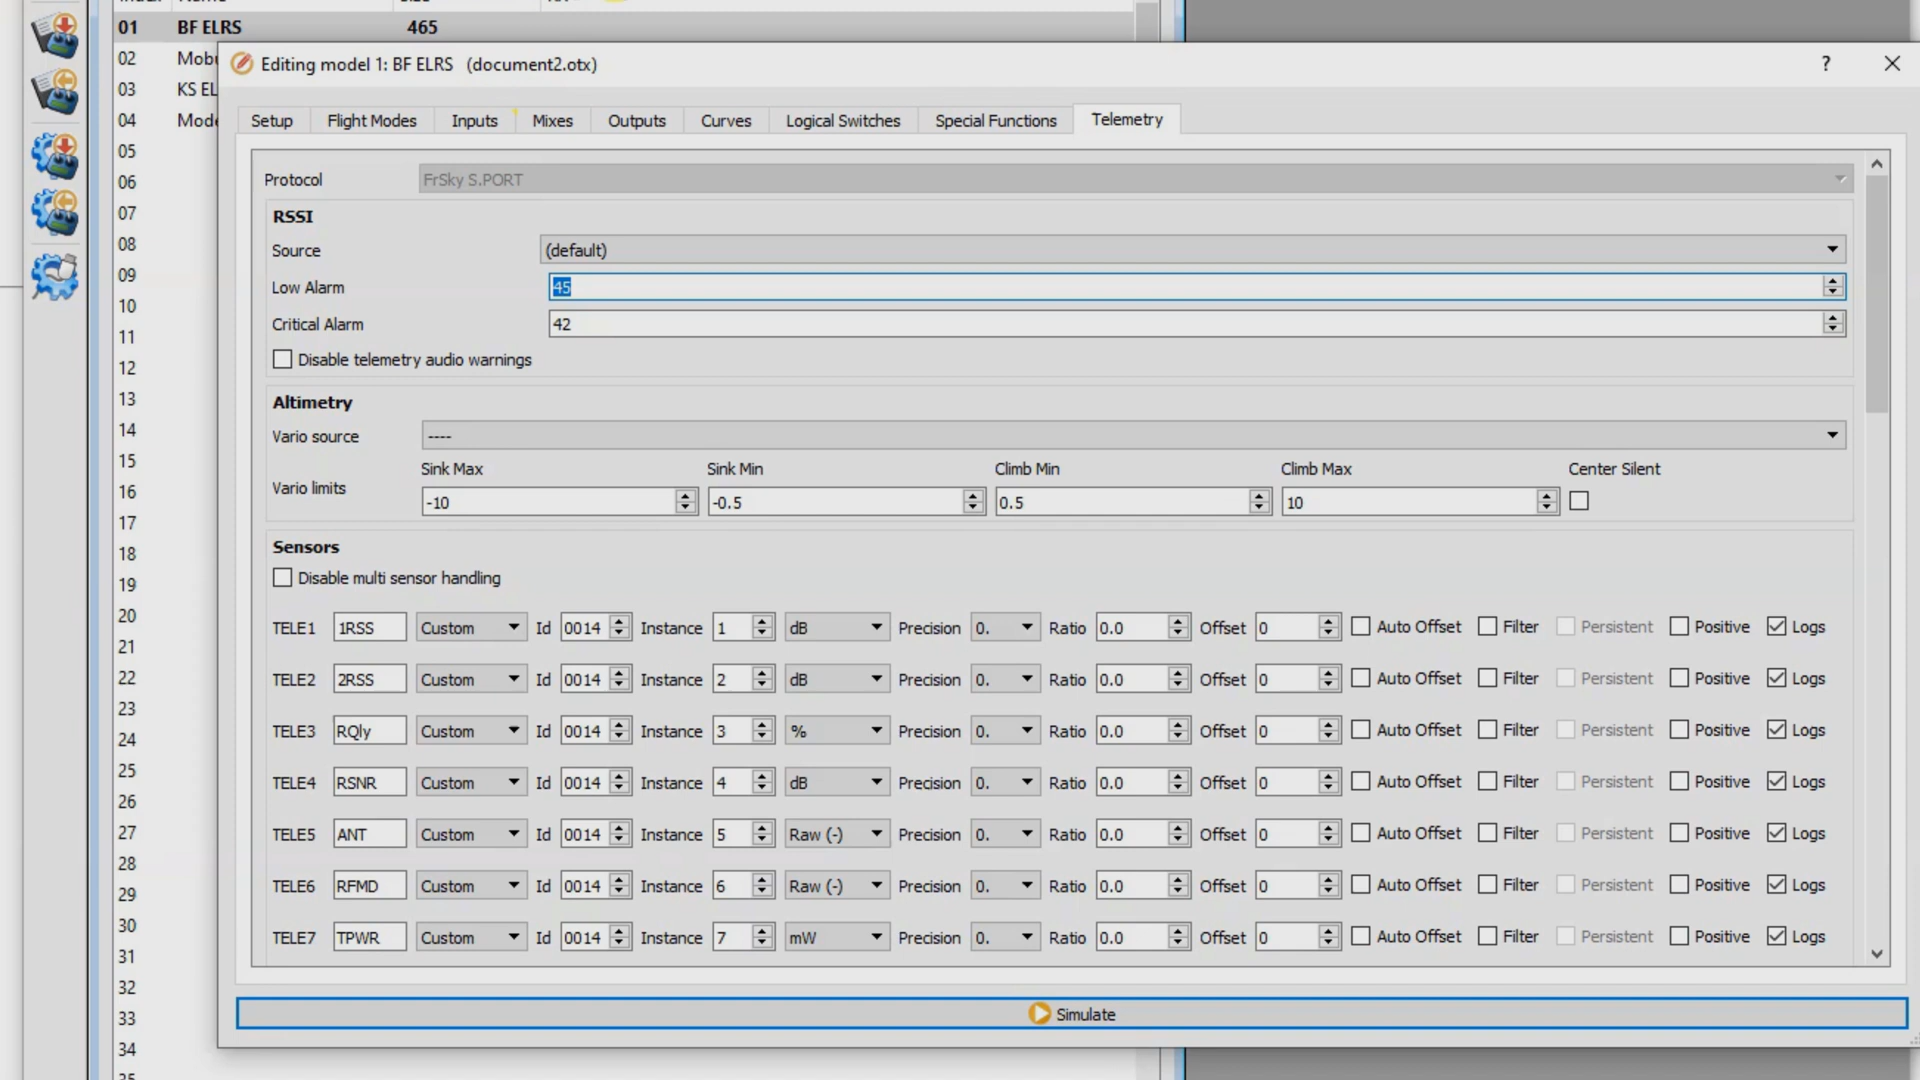 01 BF ELRS 465
02 Mobu
03 KS EL
04 Mode
05
06
07
08
09
10
11
12
13
14
15
16
17
18
19
20
21
22
23
24
25
26
27
28
29
30
31
32
33
34
Editing model 1: BF ELRS (document2.otx) ?
Setup Flight Modes Inputs Mixes Outputs Curves Logical Switches Special Functions Telemetry
Protocol FrSky S.PORT
RSSI
Source (default)
Low Alarm 45
Critical Alarm 42
Disable telemetry audio warnings
Altimetry
Vario source ----
Sink Max Sink Min Climb Min Climb Max Center Silent
Vario limits -10 -0.5 0.5 10
Sensors
Disable multi sensor handling
TELE1 1RSS Custom Id 0014 Instance 1 dB Precision 0. Ratio 0.0 Offset 0 Auto Offset Filter Persistent Positive Logs
TELE2 2RSS Custom Id 0014 Instance 2 dB Precision 0. Ratio 0.0 Offset 0 Auto Offset Filter Persistent Positive Logs
TELE3 RQly Custom Id 0014 Instance 3 % Precision 0. Ratio 0.0 Offset 0 Auto Offset Filter Persistent Positive Logs
TELE4 RSNR Custom Id 0014 Instance 4 dB Precision 0. Ratio 0.0 Offset 0 Auto Offset Filter Persistent Positive Logs
TELE5 ANT Custom Id 0014 Instance 5 Raw (-) Precision 0. Ratio 0.0 Offset 0 Auto Offset Filter Persistent Positive Logs
TELE6 RFMD Custom Id 0014 Instance 6 Raw (-) Precision 0. Ratio 0.0 Offset 0 Auto Offset Filter Persistent Positive Logs
TELE7 TPWR Custom Id 0014 Instance 7 mW Precision 0. Ratio 0.0 Offset 0 Auto Offset Filter Persistent Positive Logs
Simulate